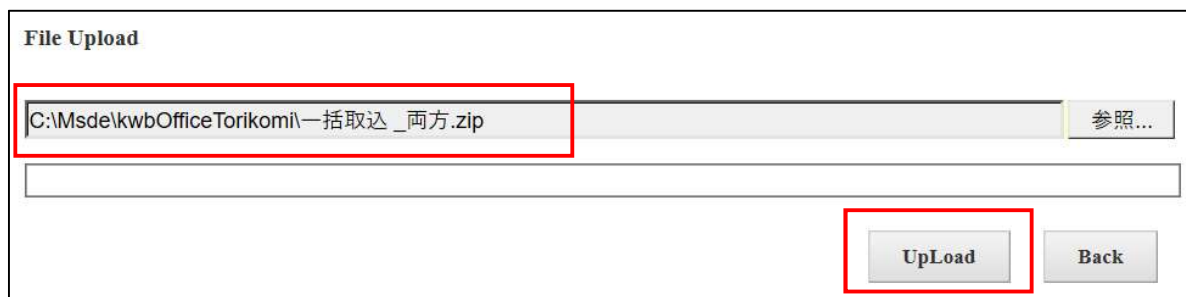 File Upload
C:\Msde\kwbOfficeTorikomi\一括取込 _両方.zip 参照...
UpLoad Back